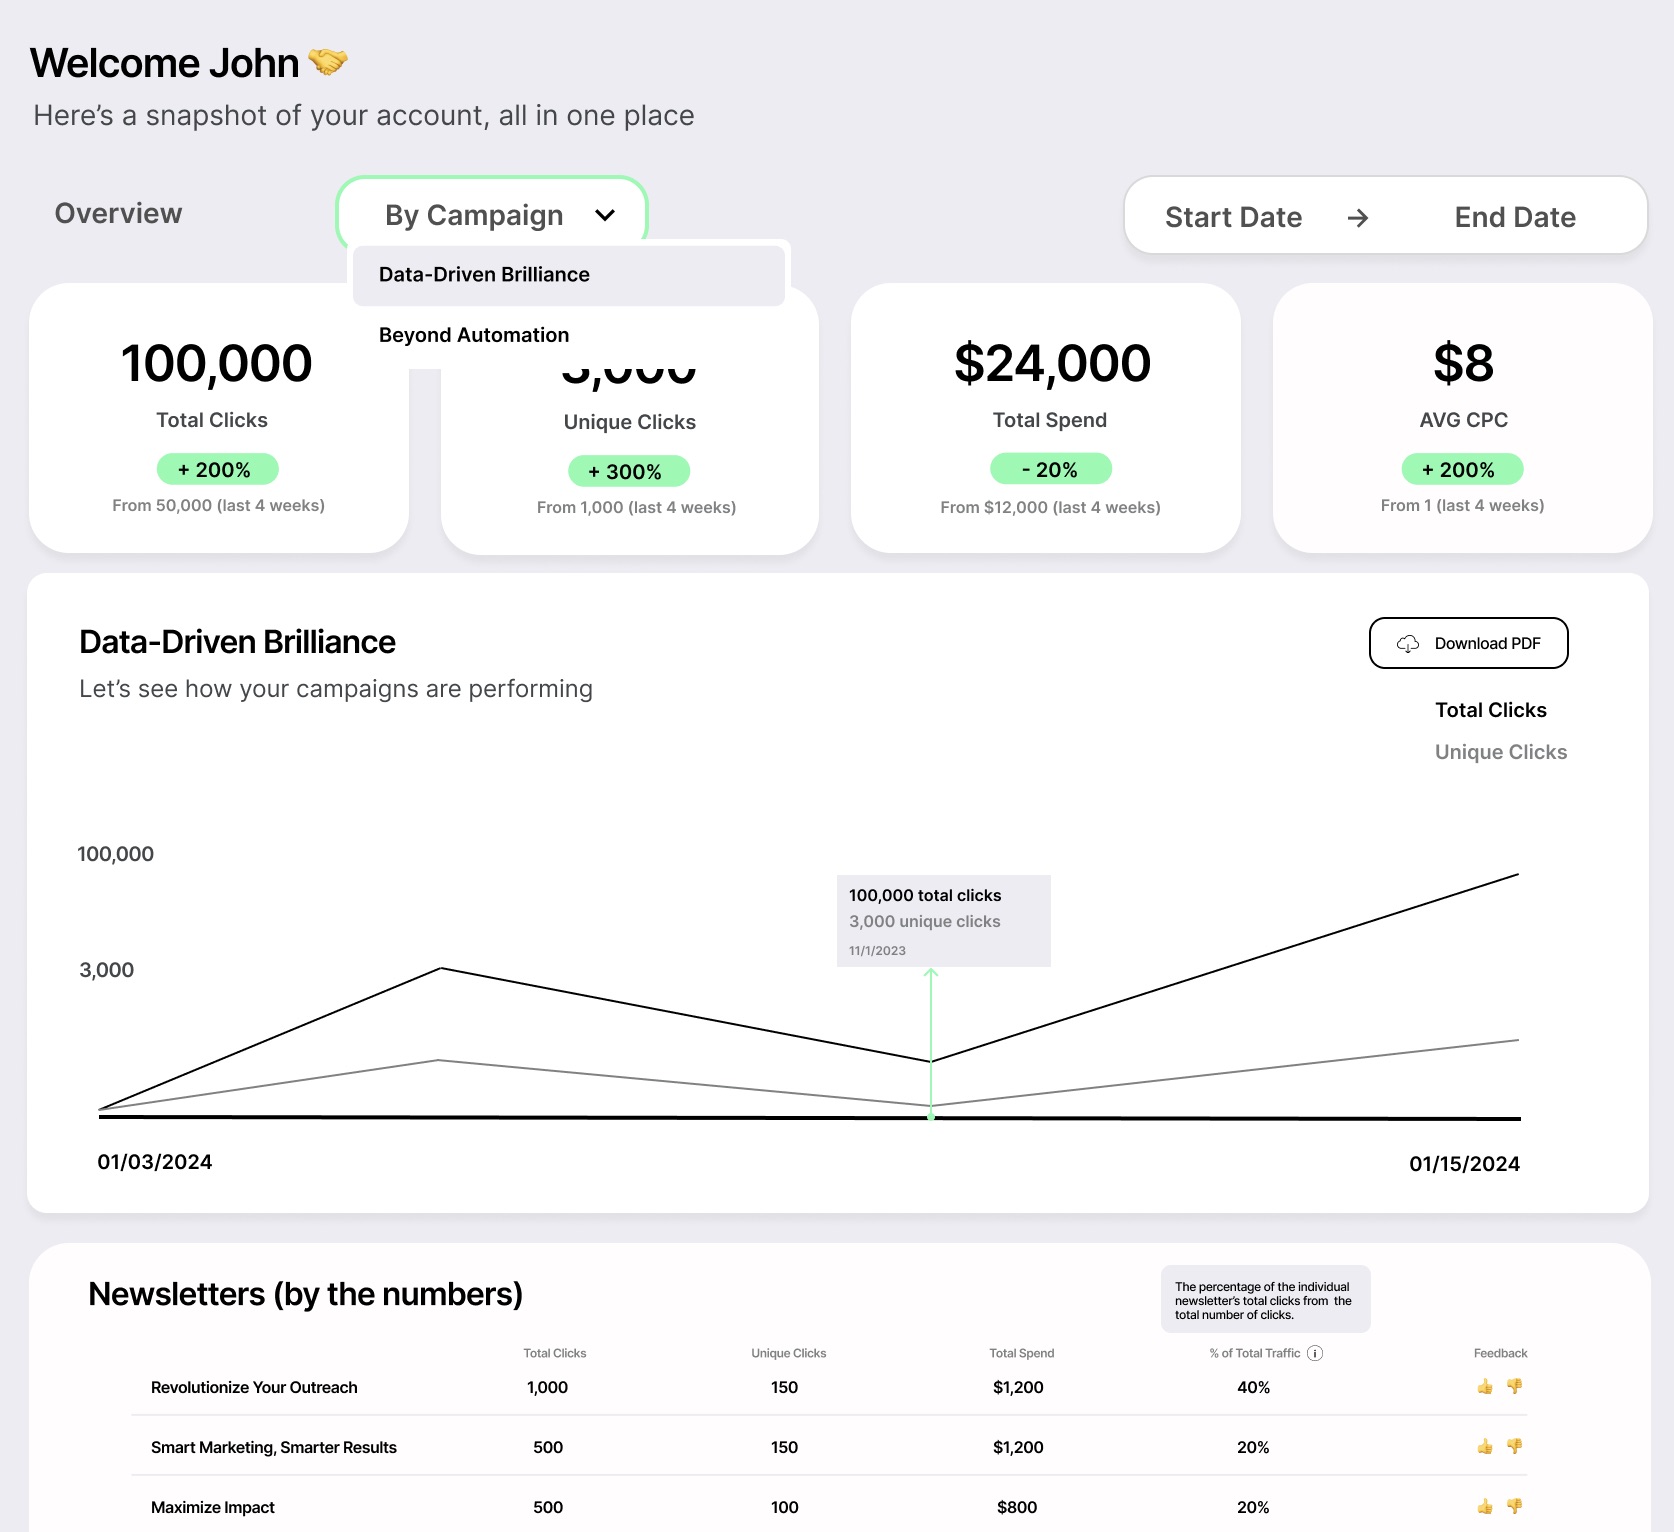 Welcome John 🤝
Here's a snapshot of your account, all in one place
Overview
By Campaign
Start Date → End Date
Data-Driven Brilliance
Beyond Automation
100,000
Total Clicks
+ 200%
From 50,000 (last 4 weeks)
3,000
Unique Clicks
+ 300%
From 1,000 (last 4 weeks)
$24,000
Total Spend
- 20%
From $12,000 (last 4 weeks)
$8
AVG CPC
+ 200%
From 1 (last 4 weeks)
Data-Driven Brilliance
Let's see how your campaigns are performing
Download PDF
Total Clicks
Unique Clicks
100,000
3,000
100,000 total clicks
3,000 unique clicks
11/1/2023
01/03/2024
01/15/2024
Newsletters (by the numbers)
The percentage of the individual
newsletter's total clicks from the
total number of clicks.
Total Clicks Unique Clicks Total Spend % of Total Traffic Feedback
Revolutionize Your Outreach 1,000 150 $1,200 40% 👍 👎
Smart Marketing, Smarter Results 500 150 $1,200 20% 👍 👎
Maximize Impact 500 100 $800 20% 👍 👎